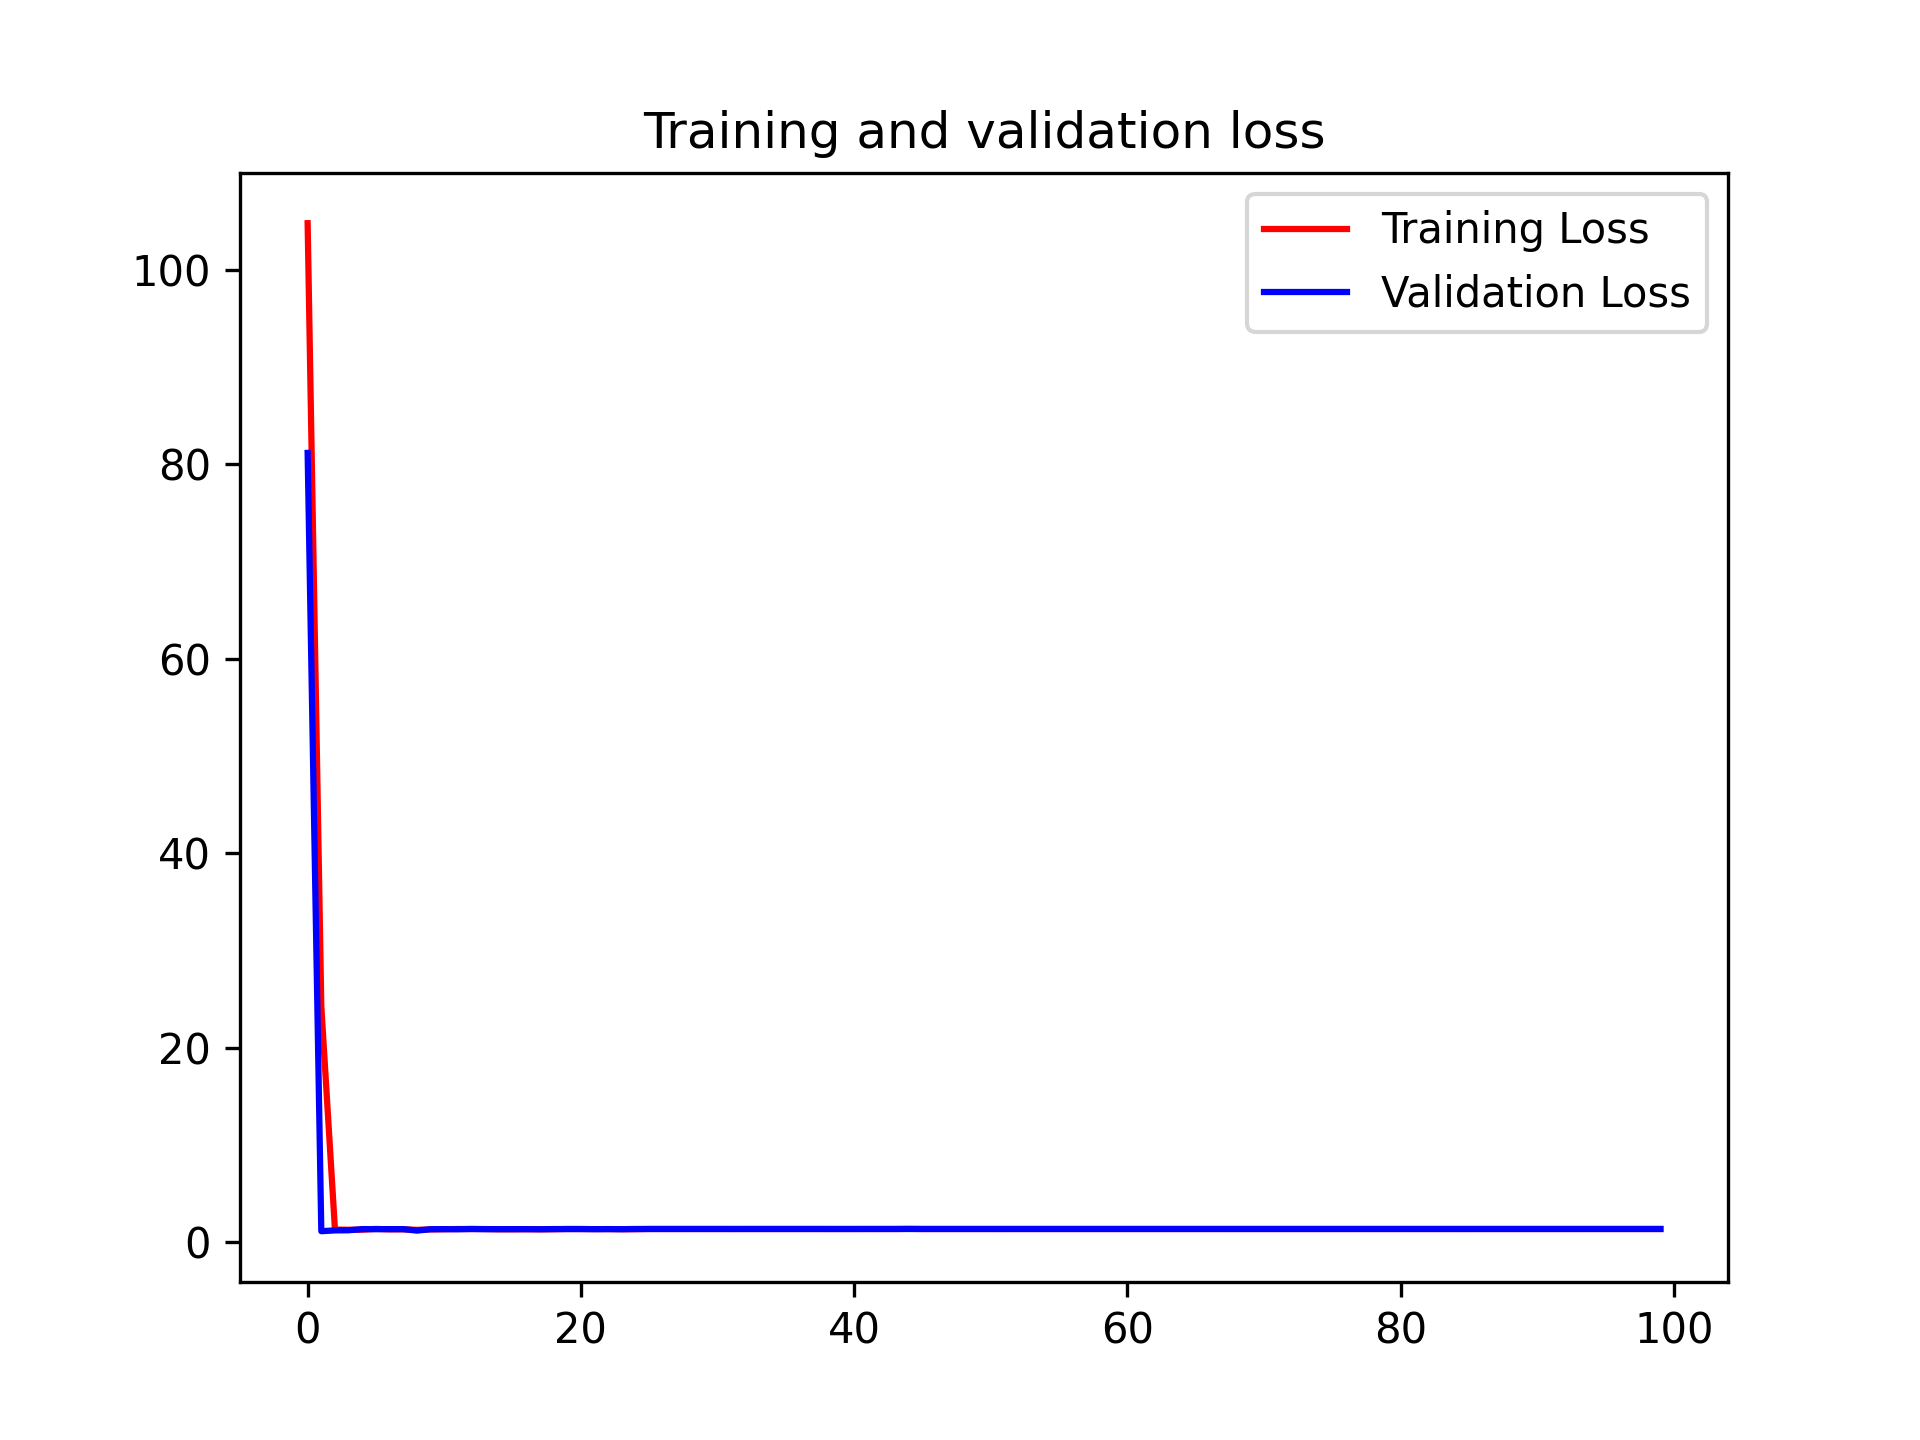 Training and validation loss
Training Loss
Validation Loss
100
80
60
40
20
0
0 20 40 60 80 100